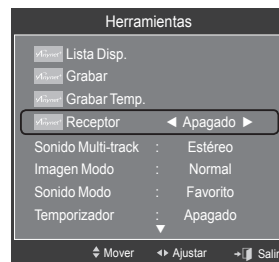 Herramientas
Lista Disp.
Grabar
Grabar Temp.
Receptor ◄ Apagado ►
Sonido Multi-track : Estéreo
Imagen Modo : Normal
Sonido Modo : Favorito
Temporizador : Apagado
Mover Ajustar Salir